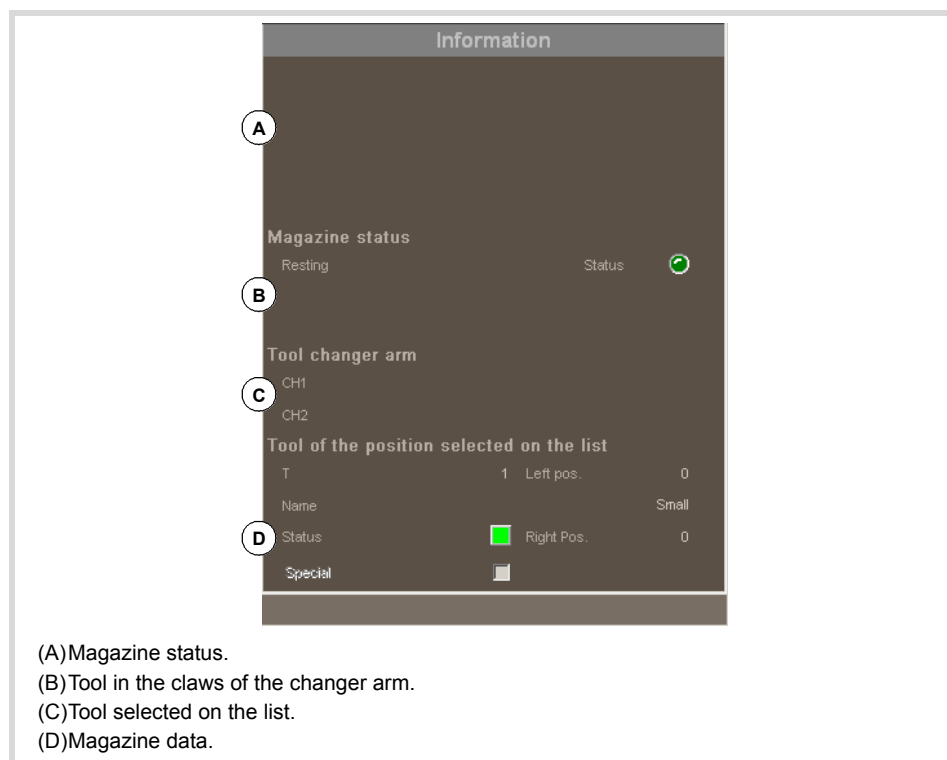 Information
A
Magazine status
Resting Status
B
Tool changer arm
CH1
C
CH2
Tool of the position selected on the list
T 1 Left pos. 0
Name Small
D Status Right Pos. 0
Special
(A)Magazine status.
(B)Tool in the claws of the changer arm.
(C)Tool selected on the list.
(D)Magazine data.